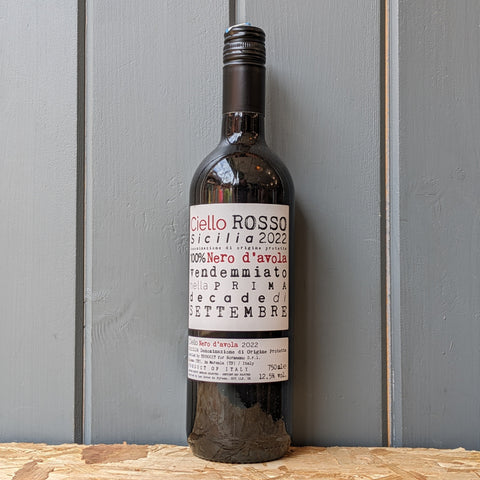 Ciello ROSSO
Sicilia 2022
denominazione di origine protetta
100% Nero d'avola
vendemmiato
nella PRIMA
decade di
SETTEMBRE
Ciello Nero d'avola 2022
SICILIA Denominazione di Origine Protetta
PRODUCT OF ITALY
750ml e
12,5% vol.